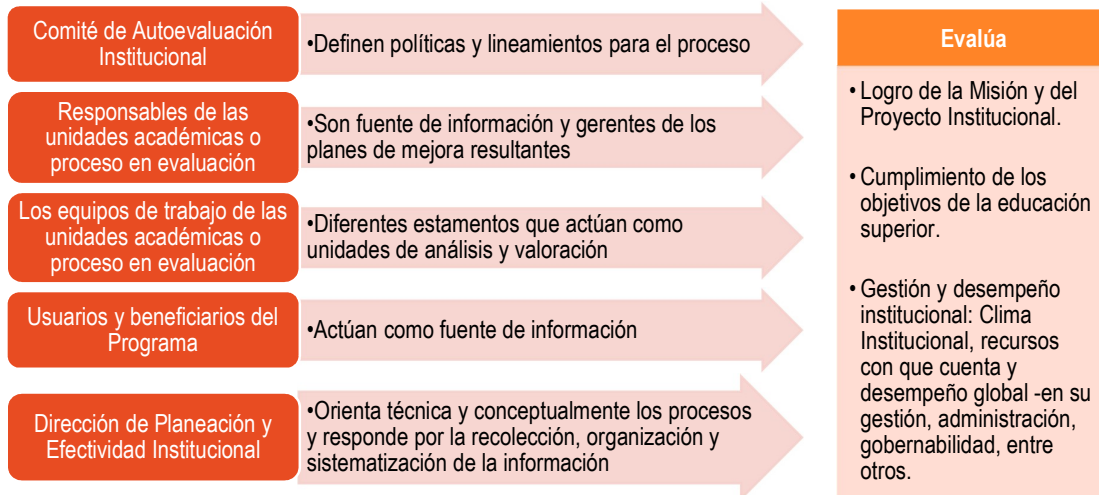 Comité de Autoevaluación
Institucional
•Definen políticas y lineamientos para el proceso
Responsables de las
unidades académicas o
proceso en evaluación
•Son fuente de información y gerentes de los
planes de mejora resultantes
Los equipos de trabajo de las
unidades académicas o
proceso en evaluación
•Diferentes estamentos que actúan como
unidades de análisis y valoración
Usuarios y beneficiarios del
Programa
•Actúan como fuente de información
Dirección de Planeación y
Efectividad Institucional
•Orienta técnica y conceptualmente los procesos
y responde por la recolección, organización y
sistematización de la información
Evalúa
• Logro de la Misión y del
Proyecto Institucional.
• Cumplimiento de los
objetivos de la educación
superior.
• Gestión y desempeño
institucional: Clima
Institucional, recursos
con que cuenta y
desempeño global -en su
gestión, administración,
gobernabilidad, entre
otros.